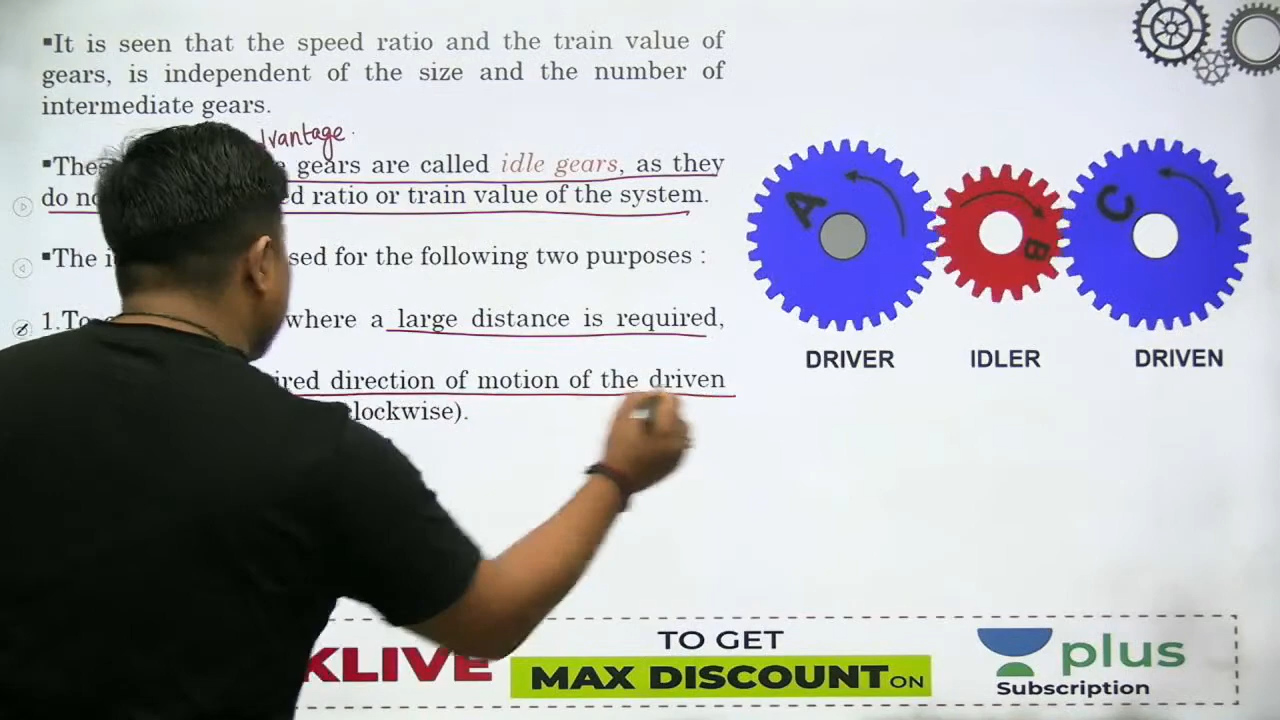 ▪It is seen that the speed ratio and the train value of
gears, is independent of the size and the number of
intermediate gears.
dvantage.
▪Thes gears are called idle gears, as they
do no ed ratio or train value of the system.
▪The i sed for the following two purposes :
1.To where a large distance is required,
ired direction of motion of the driven
lockwise).
A
B
C
DRIVER IDLER DRIVEN
KLIVE
TO GET
MAX DISCOUNT ON
plus
Subscription